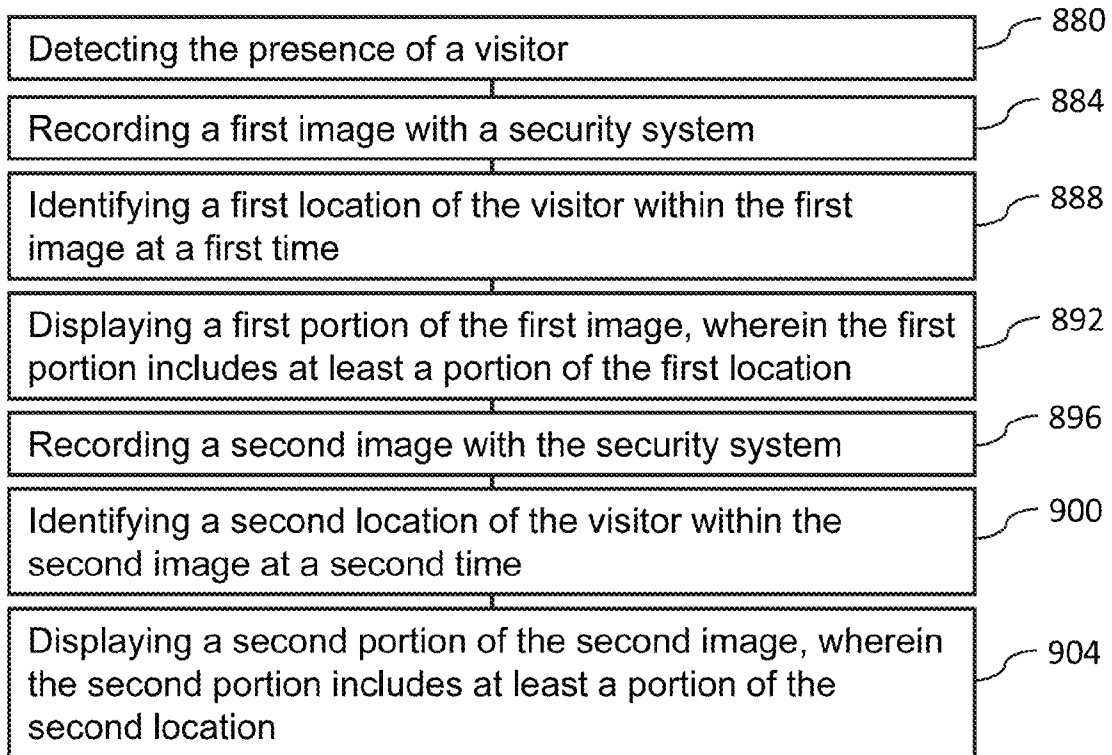 Detecting the presence of a visitor
880
Recording a first image with a security system
884
Identifying a first location of the visitor within the first
image at a first time
888
Displaying a first portion of the first image, wherein the first
portion includes at least a portion of the first location
892
Recording a second image with the security system
896
Identifying a second location of the visitor within the
second image at a second time
900
Displaying a second portion of the second image, wherein
the second portion includes at least a portion of the
second location
904